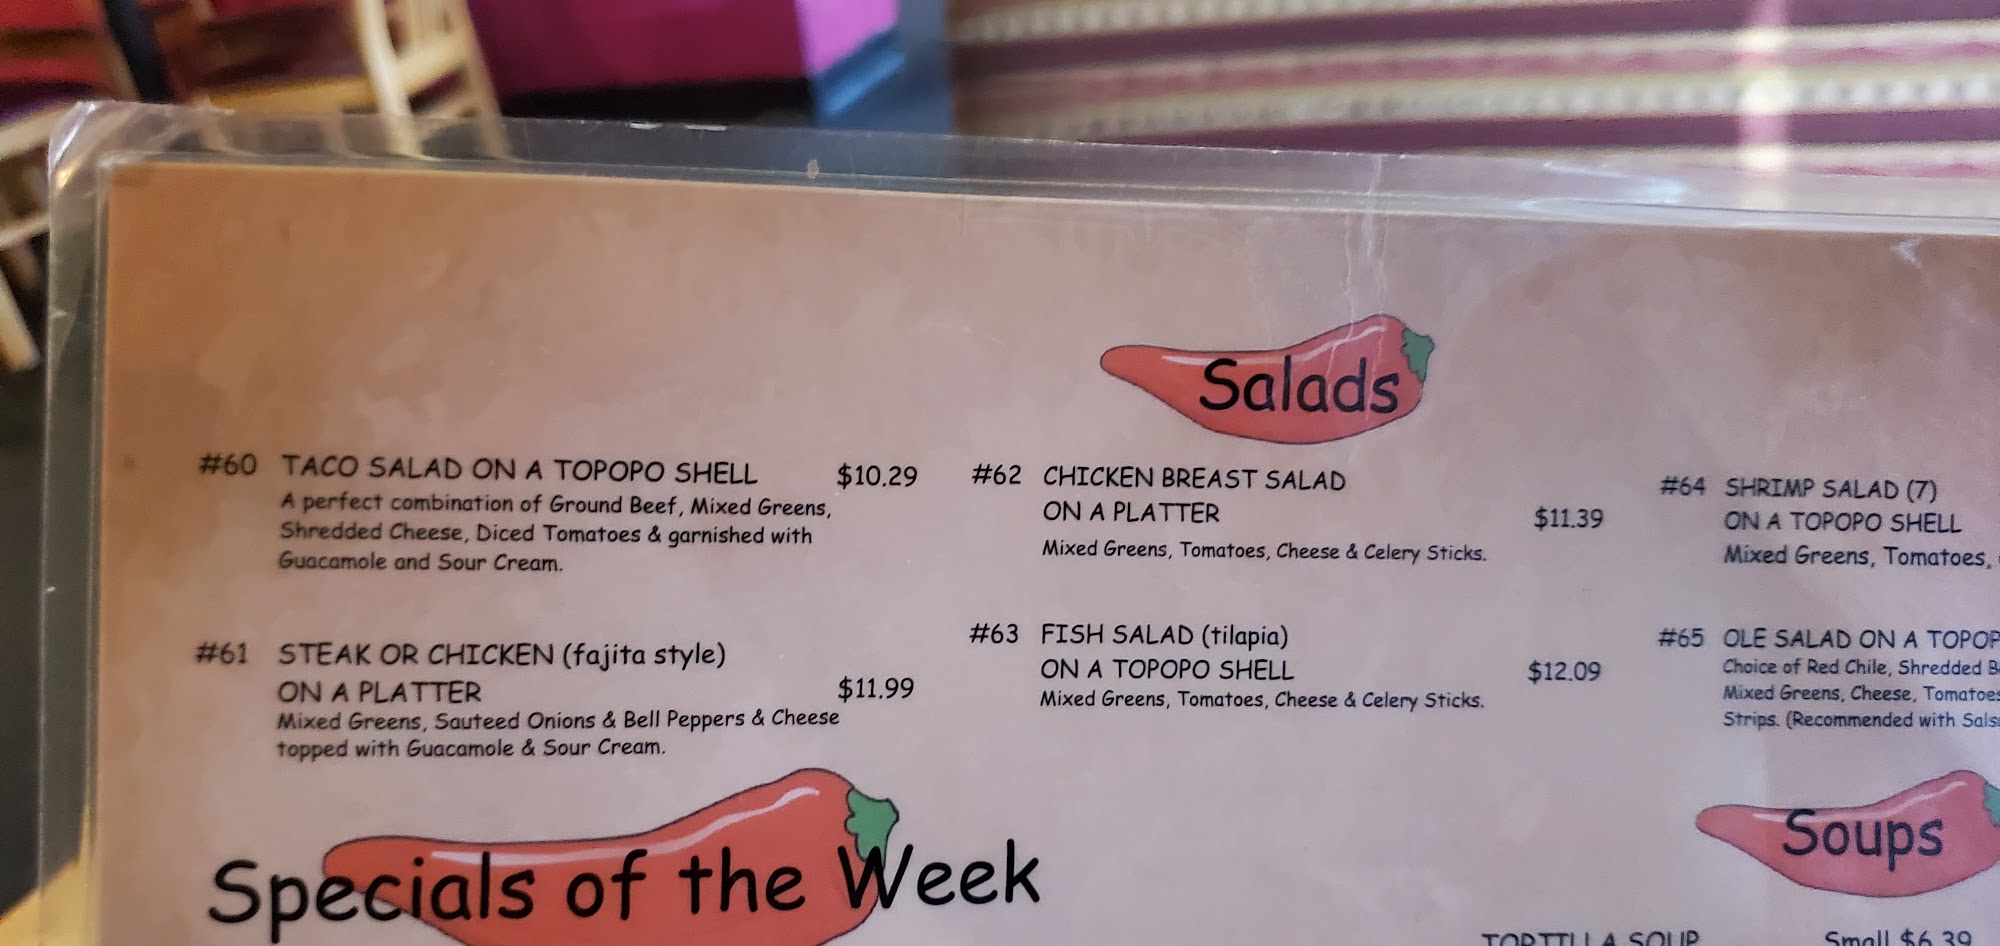 Salads
#60 TACO SALAD ON A TOPOPO SHELL $10.29
A perfect combination of Ground Beef, Mixed Greens,
Shredded Cheese, Diced Tomatoes & garnished with
Guacamole and Sour Cream.
#61 STEAK OR CHICKEN (fajita style)
ON A PLATTER $11.99
Mixed Greens, Sauteed Onions & Bell Peppers & Cheese
topped with Guacamole & Sour Cream.
#62 CHICKEN BREAST SALAD
ON A PLATTER $11.39
Mixed Greens, Tomatoes, Cheese & Celery Sticks.
#63 FISH SALAD (tilapia)
ON A TOPOPO SHELL $12.09
Mixed Greens, Tomatoes, Cheese & Celery Sticks.
#64 SHRIMP SALAD (7)
ON A TOPOPO SHELL
Mixed Greens, Tomatoes,
#65 OLE SALAD ON A
Choice of Red Chile, Shredded
Mixed Greens, Cheese,
Strips. (Recommended with
Specials of the Week
Soups
TORTILLA SOUP Small $6.39